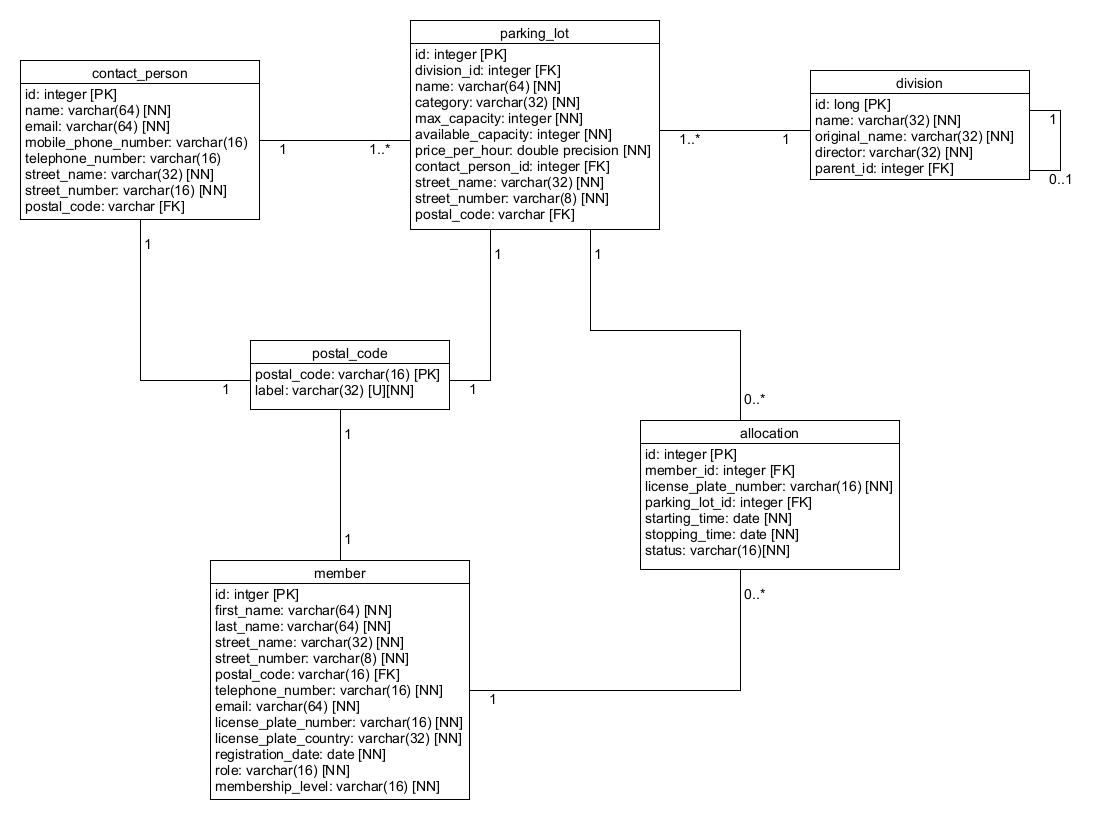 parking_lot
id: integer [PK]
division_id: integer [FK]
name: varchar(64) [NN]
category: varchar(32) [NN]
max_capacity: integer [NN]
available_capacity: integer [NN]
price_per_hour: double precision [NN]
contact_person_id: integer [FK]
street_name: varchar(32) [NN]
street_number: varchar(8) [NN]
postal_code: varchar [FK]
contact_person
id: integer [PK]
name: varchar(64) [NN]
email: varchar(64) [NN]
mobile_phone_number: varchar(16)
telephone_number: varchar(16)
street_name: varchar(32) [NN]
street_number: varchar(16) [NN]
postal_code: varchar [FK]
division
id: long [PK]
name: varchar(32) [NN]
original_name: varchar(32) [NN]
director: varchar(32) [NN]
parent_id: integer [FK]
1
1..*
1..*
1
1
0..1
1
1
1
postal_code
postal_code: varchar(16) [PK]
label: varchar(32) [U][NN]
1
1
1
1
0..*
allocation
id: integer [PK]
member_id: integer [FK]
license_plate_number: varchar(16) [NN]
parking_lot_id: integer [FK]
starting_time: date [NN]
stopping_time: date [NN]
status: varchar(16)[NN]
0..*
1
member
id: intger [PK]
first_name: varchar(64) [NN]
last_name: varchar(64) [NN]
street_name: varchar(32) [NN]
street_number: varchar(8) [NN]
postal_code: varchar(16) [FK]
telephone_number: varchar(16) [NN]
email: varchar(64) [NN]
license_plate_number: varchar(16) [NN]
license_plate_country: varchar(32) [NN]
registration_date: date [NN]
role: varchar(16) [NN]
membership_level: varchar(16) [NN]